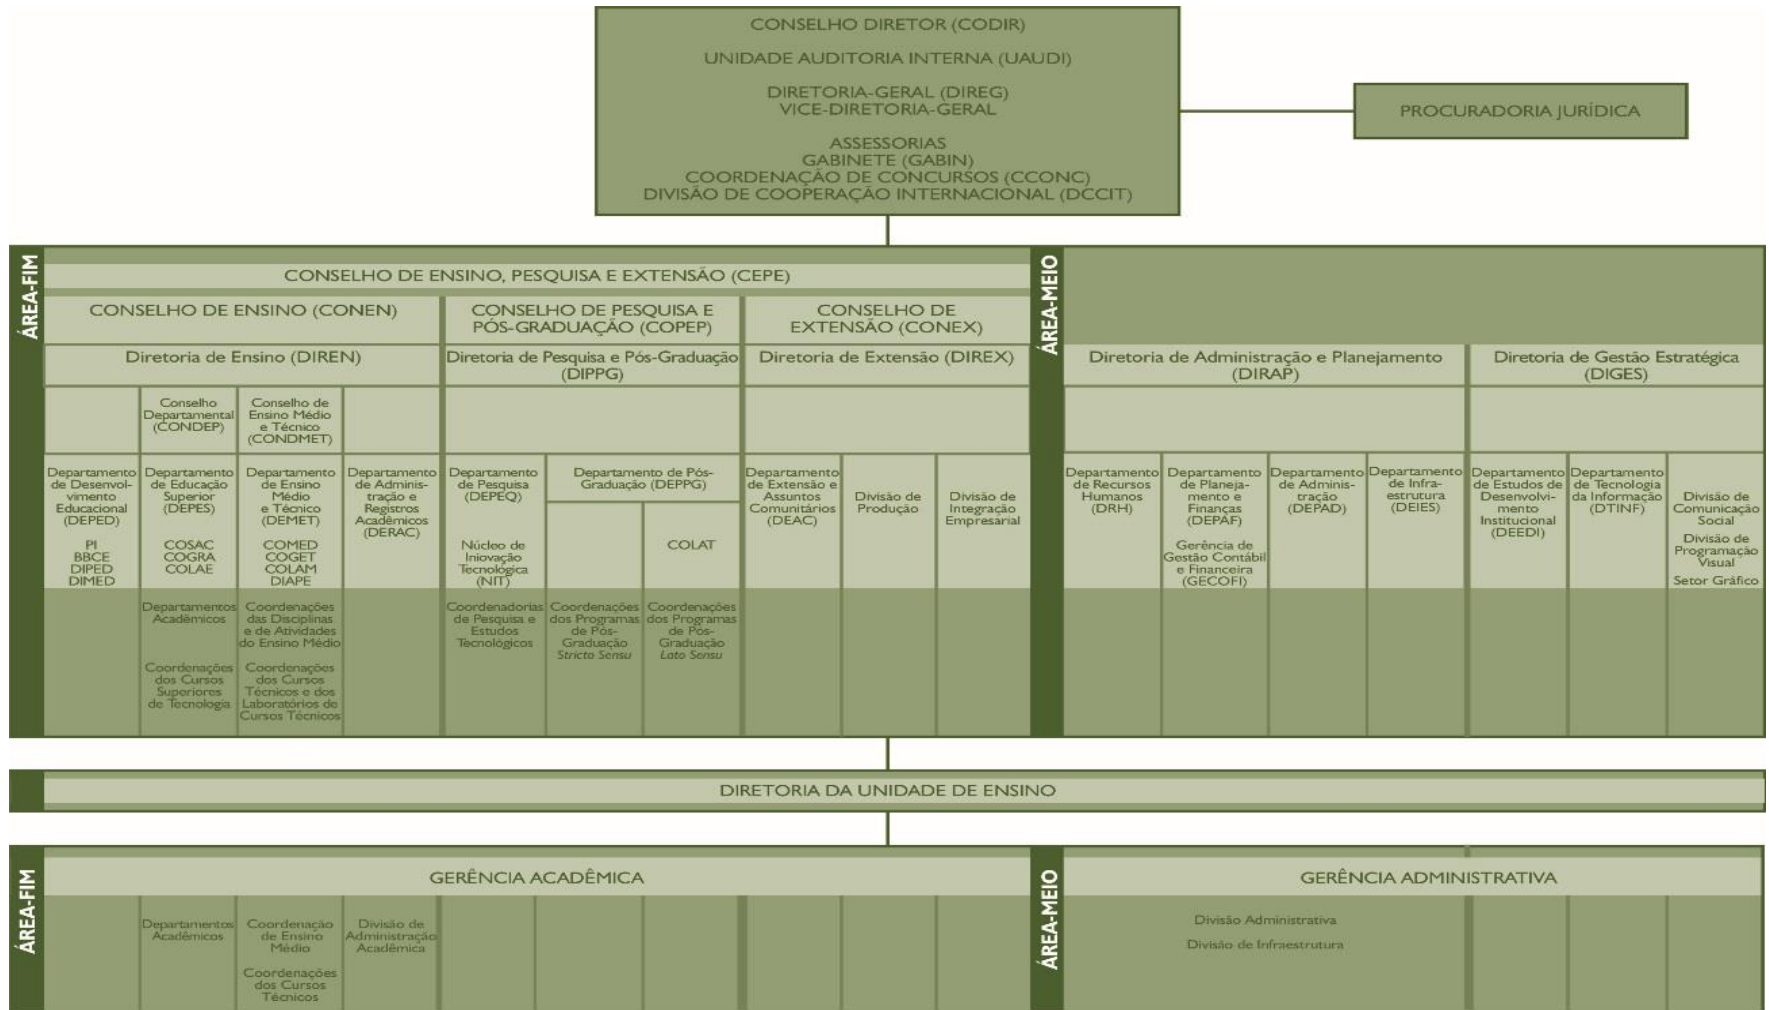 CONSELHO DIRETOR (CODIR)
UNIDADE AUDITORIA INTERNA (UAUDI)
DIRETORIA-GERAL (DIREG)
VICE-DIRETORIA-GERAL
ASSESSORIAS
GABINETE (GABIN)
COORDENAÇÃO DE CONCURSOS (CCONC)
DIVISÃO DE COOPERAÇÃO INTERNACIONAL (DCCIT)
PROCURADORIA JURÍDICA
ÁREA-FIM
CONSELHO DE ENSINO, PESQUISA E EXTENSÃO (CEPE)
CONSELHO DE ENSINO (CONEN)
CONSELHO DE PESQUISA E
PÓS-GRADUAÇÃO (COPEP)
CONSELHO DE
EXTENSÃO (CONEX)
Diretoria de Ensino (DIREN)
Diretoria de Pesquisa e Pós-Graduação
(DIPPG)
Diretoria de Extensão (DIREX)
Conselho
Departamental
(CONDEP)
Conselho de
Ensino Médio
e Técnico
(CONDMET)
Departamento
de Desenvol-
vimento
Educacional
(DEPED)
PI
BBCE
DIPED
DIMED
Departamento
de Educação
Superior
(DEPES)
COSAC
COGRA
COLAE
Departamento
de Ensino
Médio
e Técnico
(DEMET)
COMED
COGET
COLAM
DIAPE
Departamento
de Adminis-
tração e
Registros
Acadêmicos
(DERAC)
Departamento
de Pesquisa
(DEPEQ)
Núcleo de
Iniovação
Tecnológica
(NIT)
Departamento de Pós-
Graduação (DEPPG)
COLAT
Departamento
de Extensão e
Assuntos
Comunitários
(DEAC)
Divisão de
Produção
Divisão de
Integração
Empresarial
Departamentos
Acadêmicos
Coordenações
dos Cursos
Superiores
de Tecnologia
Coordenações
das Disciplinas
e de Atividades
do Ensino Médio
Coordenações
dos Cursos
Técnicos e dos
Laboratórios de
Cursos Técnicos
Coordenadorias
de Pesquisa e
Estudos
Tecnológicos
Coordenações
dos Programas
de Pós-
Graduação
Stricto Sensu
Coordenações
dos Programas
de Pós-
Graduação
Lato Sensu
ÁREA-MEIO
Diretoria de Administração e Planejamento
(DIRAP)
Diretoria de Gestão Estratégica
(DIGES)
Departamento
de Recursos
Humanos
(DRH)
Departamento
de Planeja-
mento e
Finanças
(DEPAF)
Gerência de
Gestão Contábil
e Financeira
(GECOFI)
Departamento
de Adminis-
tração
(DEPAD)
Departamento
de Infra-
estrutura
(DEIES)
Departamento
de Estudos de
Desenvolvi-
mento
Institucional
(DEEDI)
Departamento
de Tecnologia
da Informação
(DTINF)
Divisão de
Comunicação
Social
Divisão de
Programação
Visual
Setor Gráfico
DIRETORIA DA UNIDADE DE ENSINO
ÁREA-FIM
GERÊNCIA ACADÊMICA
Departamentos
Acadêmicos
Coordenação
de Ensino
Médio
Coordenações
dos Cursos
Técnicos
Divisão de
Administração
Acadêmica
ÁREA-MEIO
GERÊNCIA ADMINISTRATIVA
Divisão Administrativa
Divisão de Infraestrutura